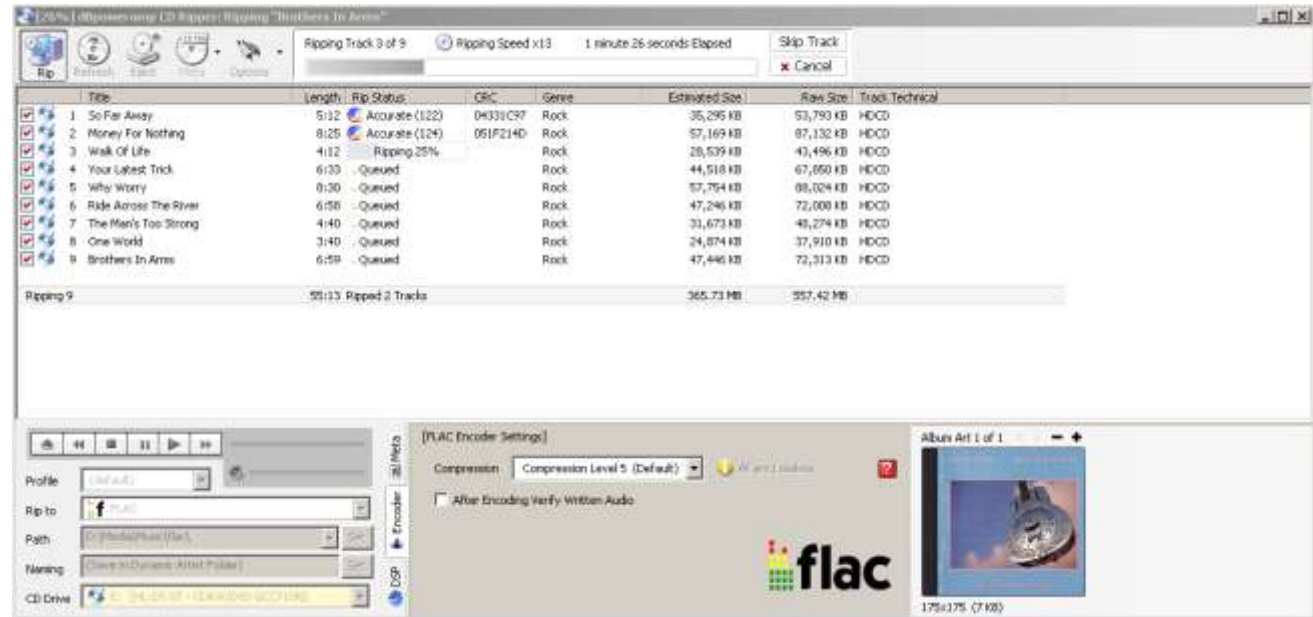 [26%] dBpoweramp CD Ripper: Ripping "Brothers In Arms"
Rip Refresh Eject Meta Options
Ripping Track 3 of 9 Ripping Speed x13 1 minute 26 seconds Elapsed Skip Track
Cancel
Title Length Rip Status CRC Genre Estimated Size Raw Size Track Technical
1 So Far Away 5:12 Accurate (122) 04331C97 Rock 35,295 KB 53,793 KB HDCD
2 Money For Nothing 8:25 Accurate (124) 051F214D Rock 57,169 KB 87,132 KB HDCD
3 Walk Of Life 4:12 Ripping 25% Rock 28,539 KB 43,496 KB HDCD
4 Your Latest Trick 6:33 Queued Rock 44,518 KB 67,850 KB HDCD
5 Why Worry 8:30 Queued Rock 57,754 KB 88,024 KB HDCD
6 Ride Across The River 6:58 Queued Rock 47,246 KB 72,008 KB HDCD
7 The Man's Too Strong 4:40 Queued Rock 31,673 KB 48,274 KB HDCD
8 One World 3:40 Queued Rock 24,874 KB 37,910 KB HDCD
9 Brothers In Arms 6:59 Queued Rock 47,446 KB 72,313 KB HDCD
Ripping 9 55:13 Ripped 2 Tracks 365.73 MB 557.42 MB
Profile (default)
Rip to FLAC
Path D:\Media\Music\flac\ Set
Naming [Save in Dynamic Artist Folder] Set
CD Drive
Meta
Encoder
DSP
[FLAC Encoder Settings]
Compression Compression Level 5 (Default)
After Encoding Verify Written Audio
flac
Album Art 1 of 1
175x175 (7 KB)